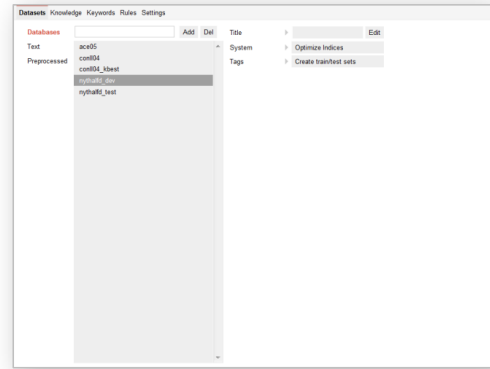 Datasets Knowledge Keywords Rules Settings
Databases Add Del
Text
Preprocessed
ace05
conll04
conll04_kbest
nythalfd_dev
nythalfd_test
Title Edit
System Optimize Indices
Tags Create train/test sets